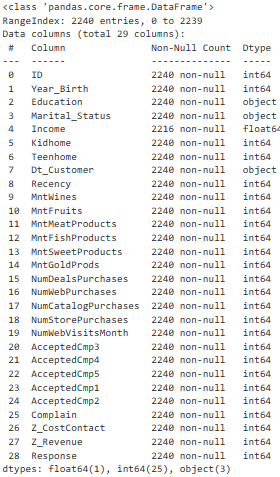 <class 'pandas.core.frame.DataFrame'>
RangeIndex: 2240 entries, 0 to 2239
Data columns (total 29 columns):
 #   Column               Non-Null Count  Dtype
---  ------               --------------  -----
 0   ID                   2240 non-null   int64
 1   Year_Birth           2240 non-null   int64
 2   Education            2240 non-null   object
 3   Marital_Status       2240 non-null   object
 4   Income               2216 non-null   float64
 5   Kidhome              2240 non-null   int64
 6   Teenhome             2240 non-null   int64
 7   Dt_Customer          2240 non-null   object
 8   Recency              2240 non-null   int64
 9   MntWines             2240 non-null   int64
 10  MntFruits            2240 non-null   int64
 11  MntMeatProducts      2240 non-null   int64
 12  MntFishProducts      2240 non-null   int64
 13  MntSweetProducts     2240 non-null   int64
 14  MntGoldProds         2240 non-null   int64
 15  NumDealsPurchases    2240 non-null   int64
 16  NumWebPurchases      2240 non-null   int64
 17  NumCatalogPurchases  2240 non-null   int64
 18  NumStorePurchases    2240 non-null   int64
 19  NumWebVisitsMonth    2240 non-null   int64
 20  AcceptedCmp3         2240 non-null   int64
 21  AcceptedCmp4         2240 non-null   int64
 22  AcceptedCmp5         2240 non-null   int64
 23  AcceptedCmp1         2240 non-null   int64
 24  AcceptedCmp2         2240 non-null   int64
 25  Complain             2240 non-null   int64
 26  Z_CostContact        2240 non-null   int64
 27  Z_Revenue            2240 non-null   int64
 28  Response             2240 non-null   int64
dtypes: float64(1), int64(25), object(3)